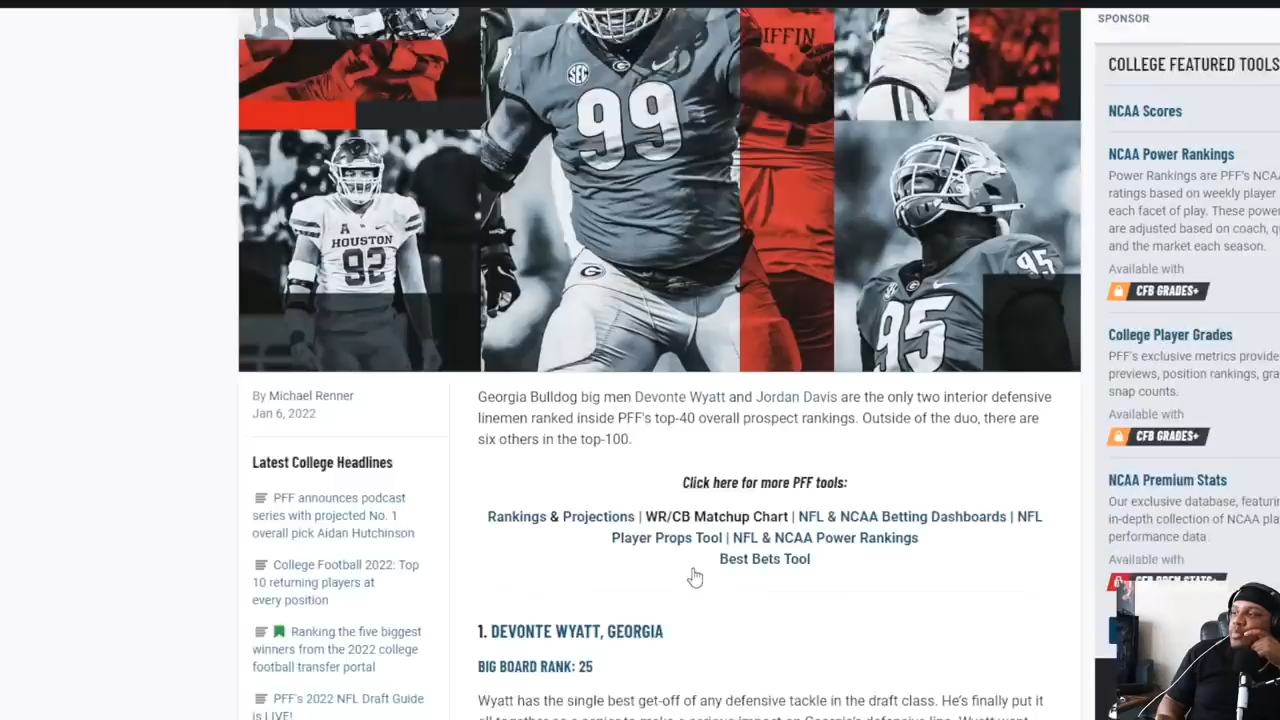 SPONSOR
IFFIN
SEC
G
99
A
HOUSTON
92
G
95
95
COLLEGE FEATURED TOOLS
NCAA Scores
NCAA Power Rankings
Power Rankings are PFF's NCAA
ratings based on weekly player
each facet of play. These power
are adjusted based on coach,
and the market each season.
Available with
CFB GRADES+
College Player Grades
PFF's exclusive metrics provide
previews, position rankings,
snap counts.
Available with
CFB GRADES+
NCAA Premium Stats
Our exclusive database, featuring
in-depth collection of NCAA
performance data.
Available with
By Michael Renner
Jan 6, 2022
Latest College Headlines
PFF announces podcast
series with projected No. 1
overall pick Aidan Hutchinson
College Football 2022: Top
10 returning players at
every position
Ranking the five biggest
winners from the 2022 college
football transfer portal
PFF's 2022 NFL Draft Guide
is LIVE!
Georgia Bulldog big men Devonte Wyatt and Jordan Davis are the only two interior defensive
linemen ranked inside PFF's top-40 overall prospect rankings. Outside of the duo, there are
six others in the top-100.
Click here for more PFF tools:
Rankings & Projections | WR/CB Matchup Chart | NFL & NCAA Betting Dashboards | NFL
Player Props Tool | NFL & NCAA Power Rankings
Best Bets Tool
1. DEVONTE WYATT, GEORGIA
BIG BOARD RANK: 25
Wyatt has the single best get-off of any defensive tackle in the draft class. He's finally put it